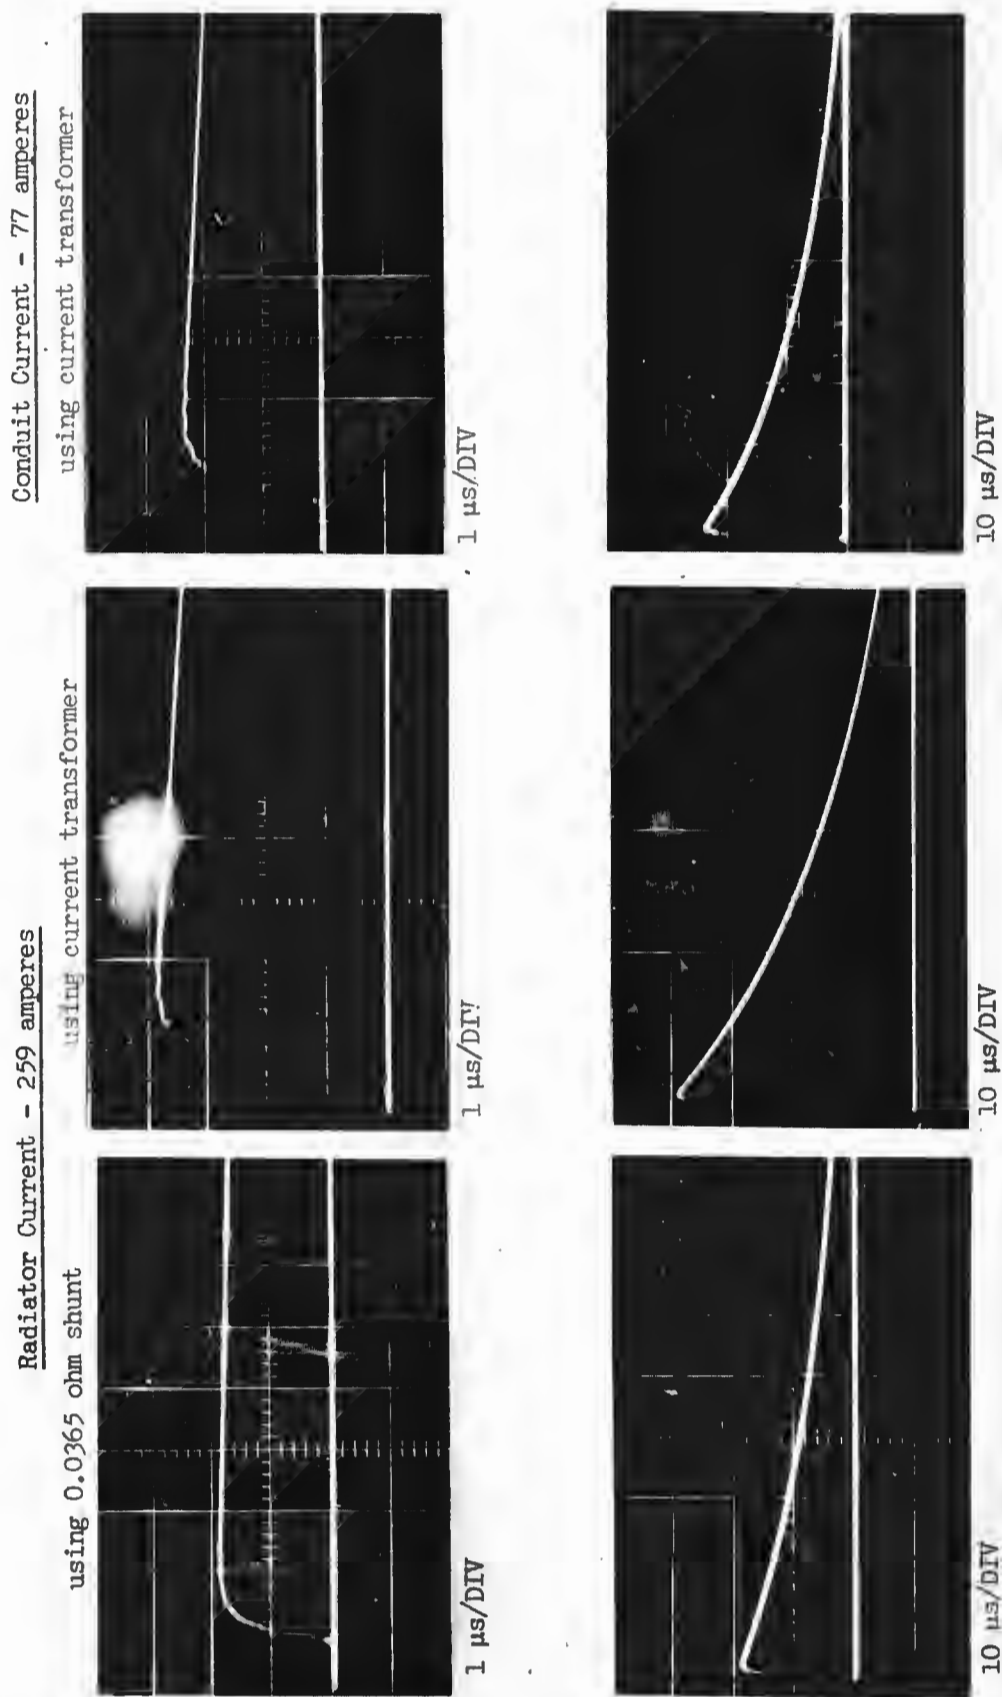 Radiator Current - 259 amperes
Conduit Current - 77 amperes
using 0.0365 ohm shunt
using current transformer
using current transformer
1 µs/DIV
1 µs/DIV
1 µs/DIV
10 µs/DIV
10 µs/DIV
10 µs/DIV